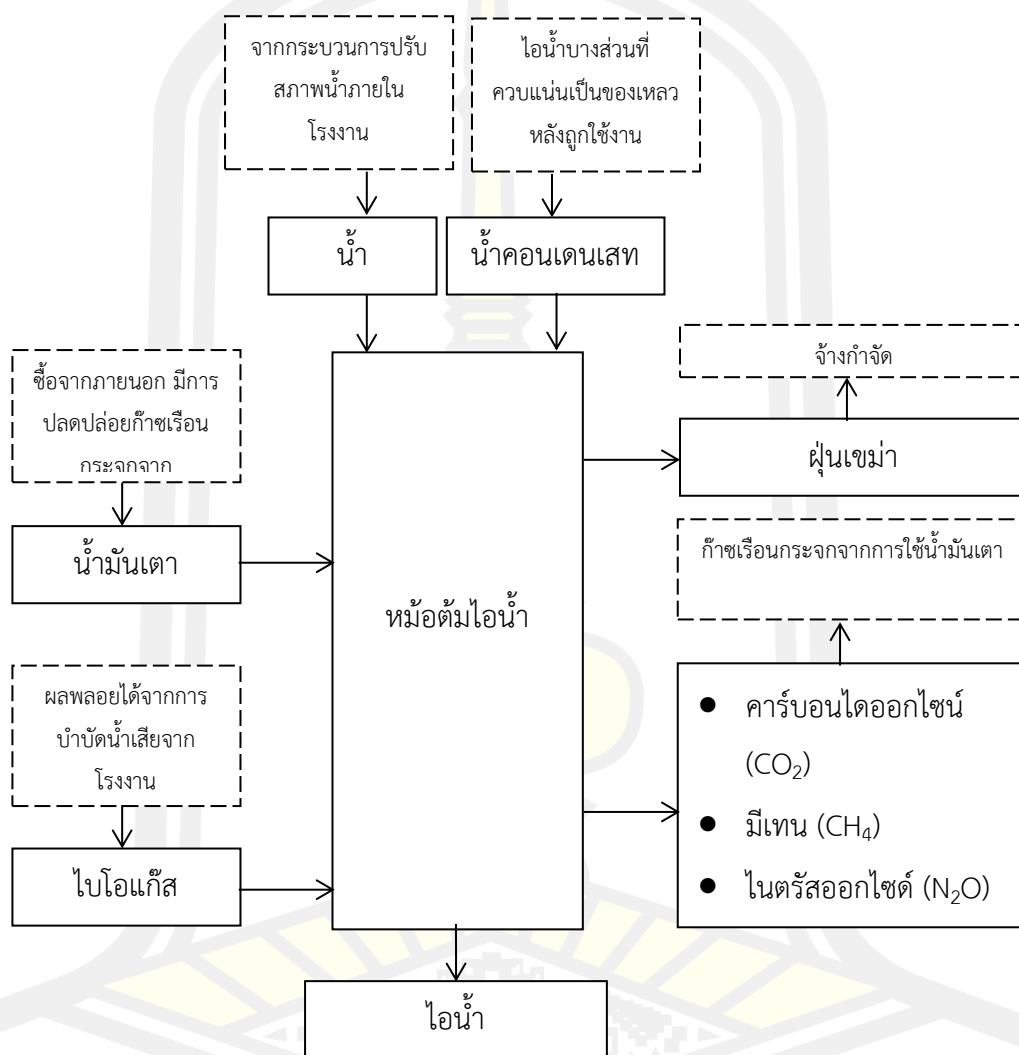 จากกระบวนการปรับ
สภาพน้ำภายใน
โรงงาน
ไอน้ำบางส่วนที่
ควบแน่นเป็นของเหลว
หลังถูกใช้งาน
น้ำ
น้ำคอนเดนเสท
ซื้อจากภายนอก มีการ
ปลดปล่อยก๊าซเรือน
กระจกจาก
น้ำมันเตา
ผลพลอยได้จากการ
บำบัดน้ำเสียจาก
โรงงาน
ไบโอแก๊ส
หม้อต้มไอน้ำ
จ้างกำจัด
ฝุ่นเขม่า
ก๊าซเรือนกระจกจากการใช้น้ำมันเตา
● คาร์บอนไดออกไซน์
(CO₂)
● มีเทน (CH₄)
● ไนตรัสออกไซด์ (N₂O)
ไอน้ำ